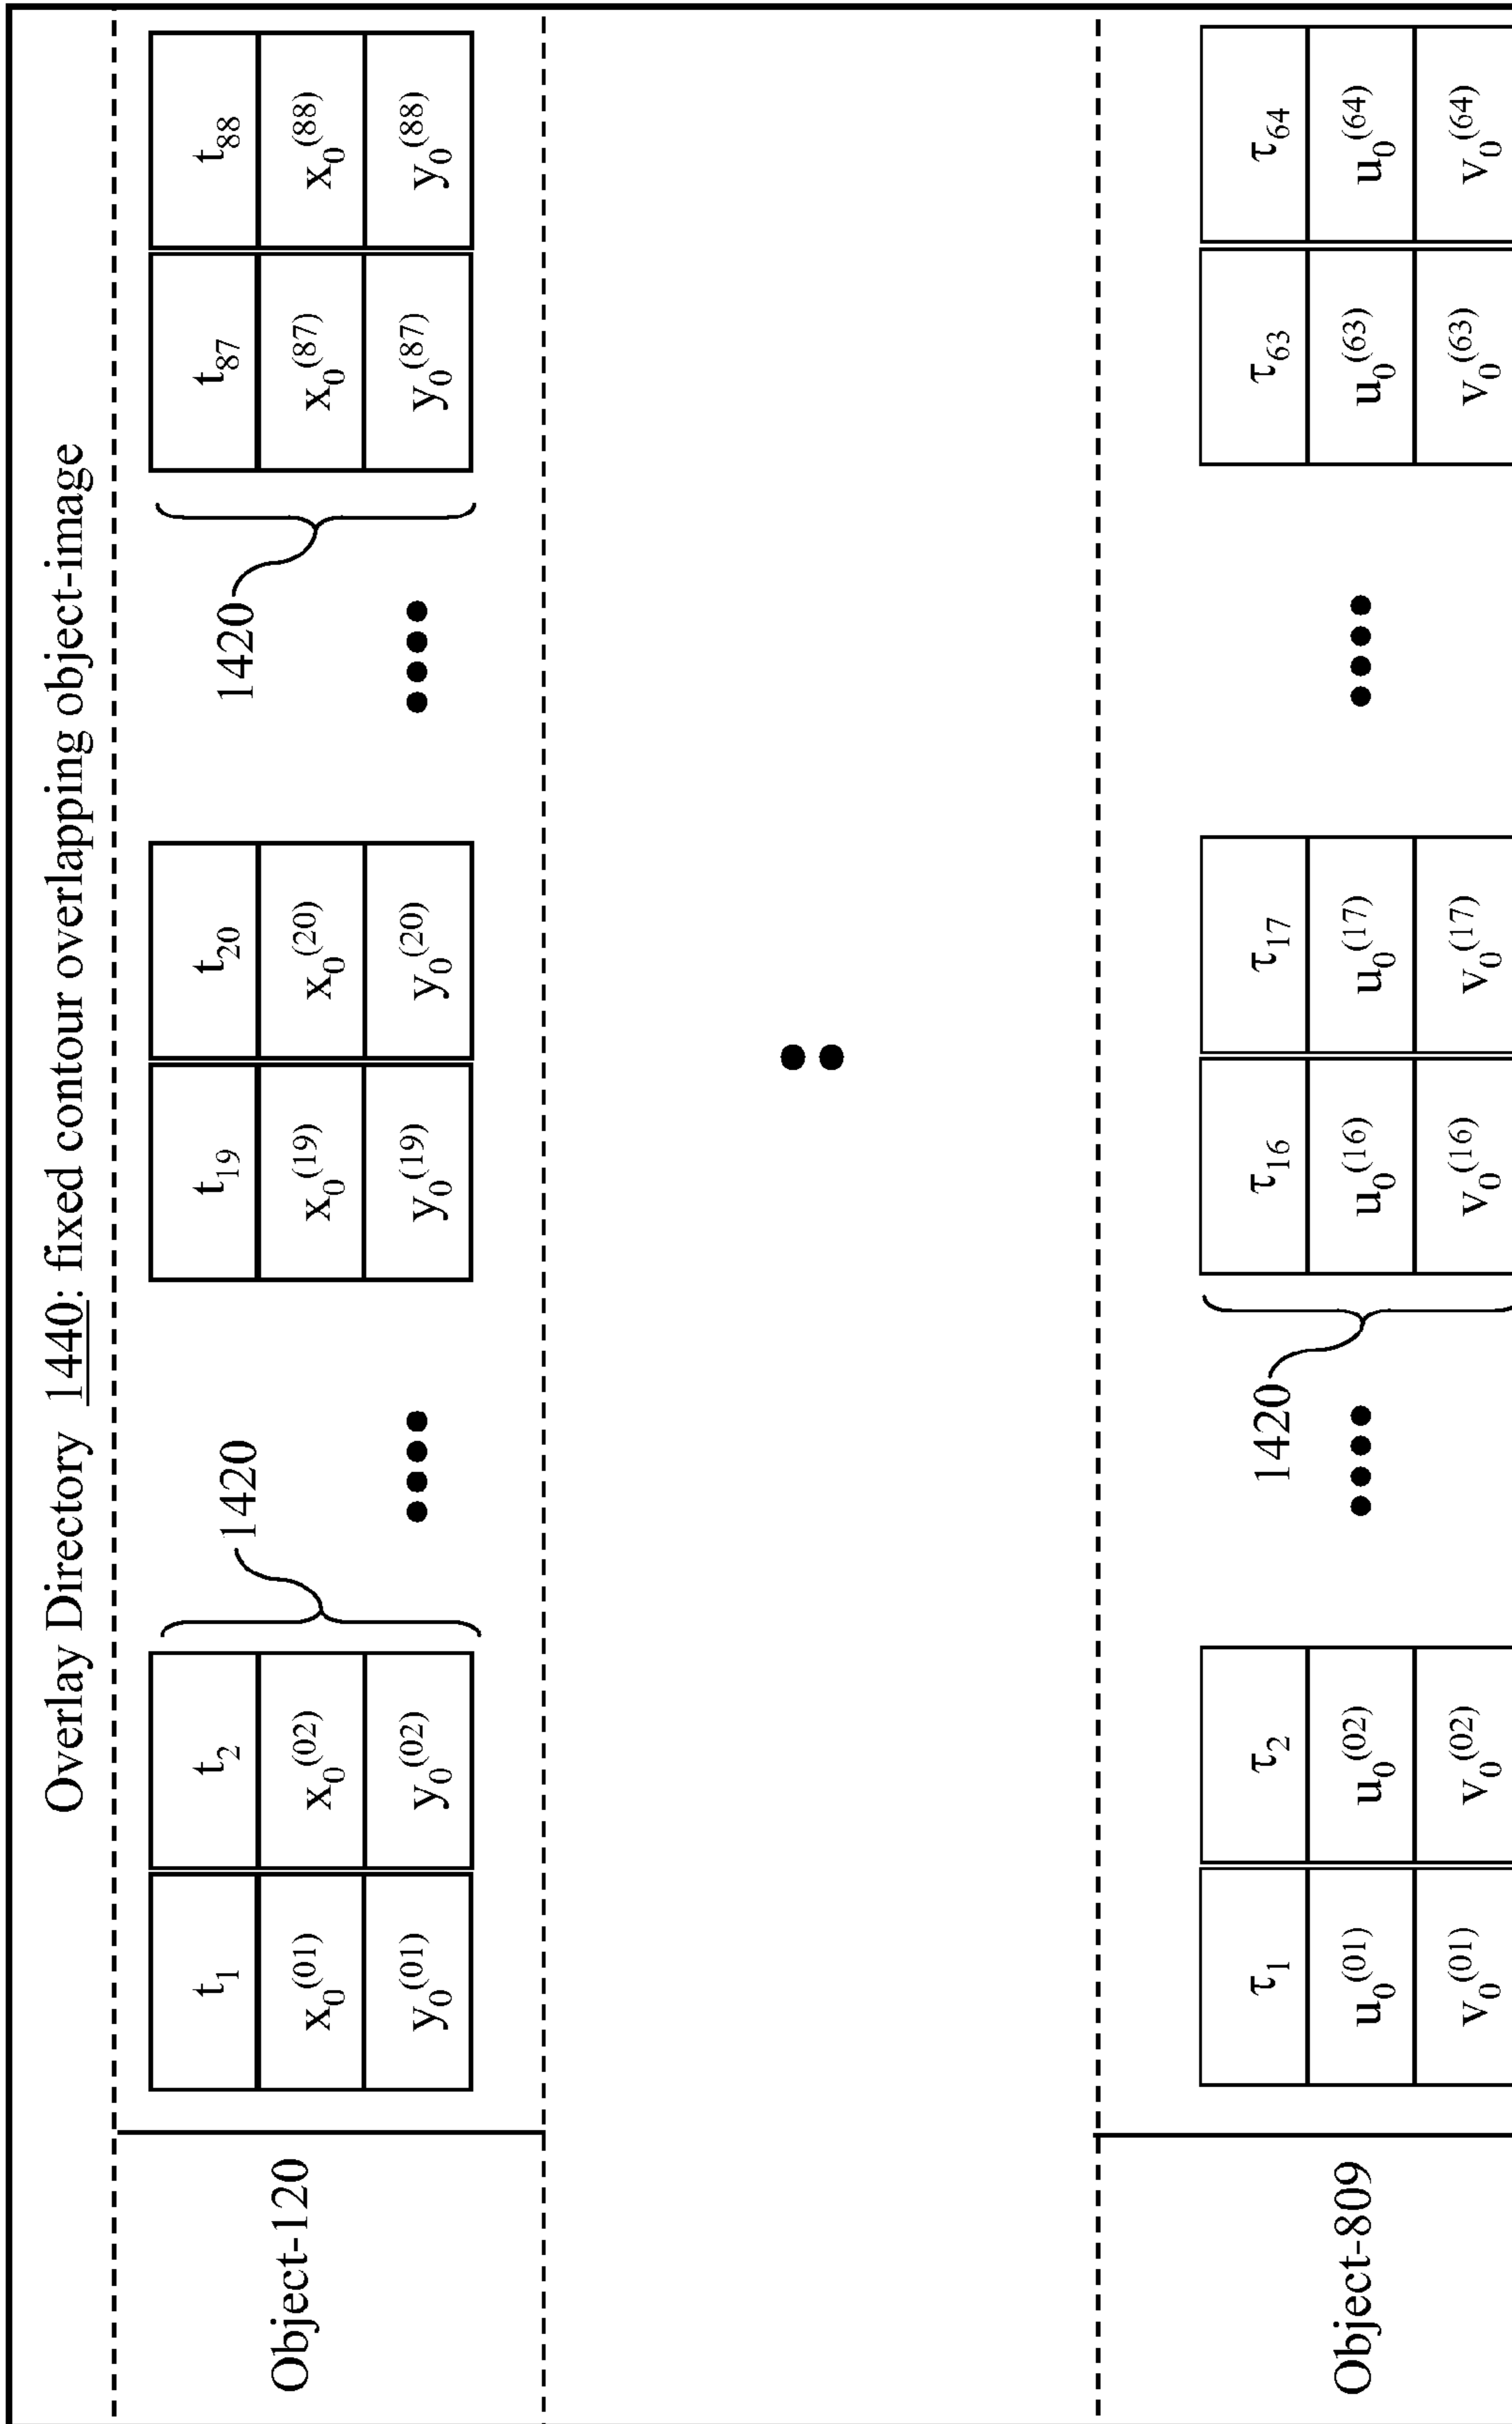 Overlay Directory 1440: fixed contour overlapping object-image
Object-120
t₁ t₂ t₁₉ t₂₀ t₈₇ t₈₈
x₀⁽⁰¹⁾ x₀⁽⁰²⁾ x₀⁽¹⁹⁾ x₀⁽²⁰⁾ x₀⁽⁸⁷⁾ x₀⁽⁸⁸⁾
y₀⁽⁰¹⁾ y₀⁽⁰²⁾ y₀⁽¹⁹⁾ y₀⁽²⁰⁾ y₀⁽⁸⁷⁾ y₀⁽⁸⁸⁾
1420 1420
Object-809
τ₁ τ₂ τ₁₆ τ₁₇ τ₆₃ τ₆₄
u₀⁽⁰¹⁾ u₀⁽⁰²⁾ u₀⁽¹⁶⁾ u₀⁽¹⁷⁾ u₀⁽⁶³⁾ u₀⁽⁶⁴⁾
v₀⁽⁰¹⁾ v₀⁽⁰²⁾ v₀⁽¹⁶⁾ v₀⁽¹⁷⁾ v₀⁽⁶³⁾ v₀⁽⁶⁴⁾
1420